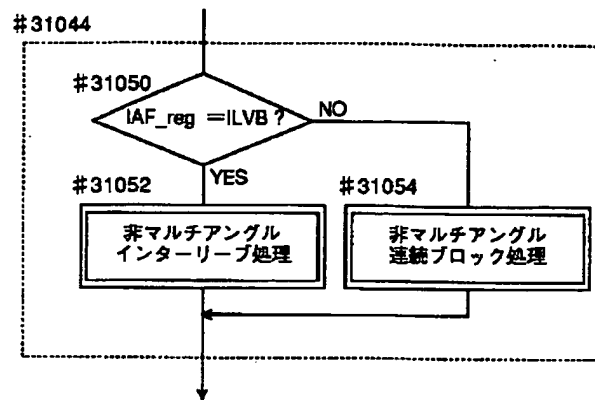 #31044
#31050
IAF_reg =ILVB ?
NO
YES
#31052
#31054
非マルチアングル
インターリーブ処理
非マルチアングル
連続ブロック処理